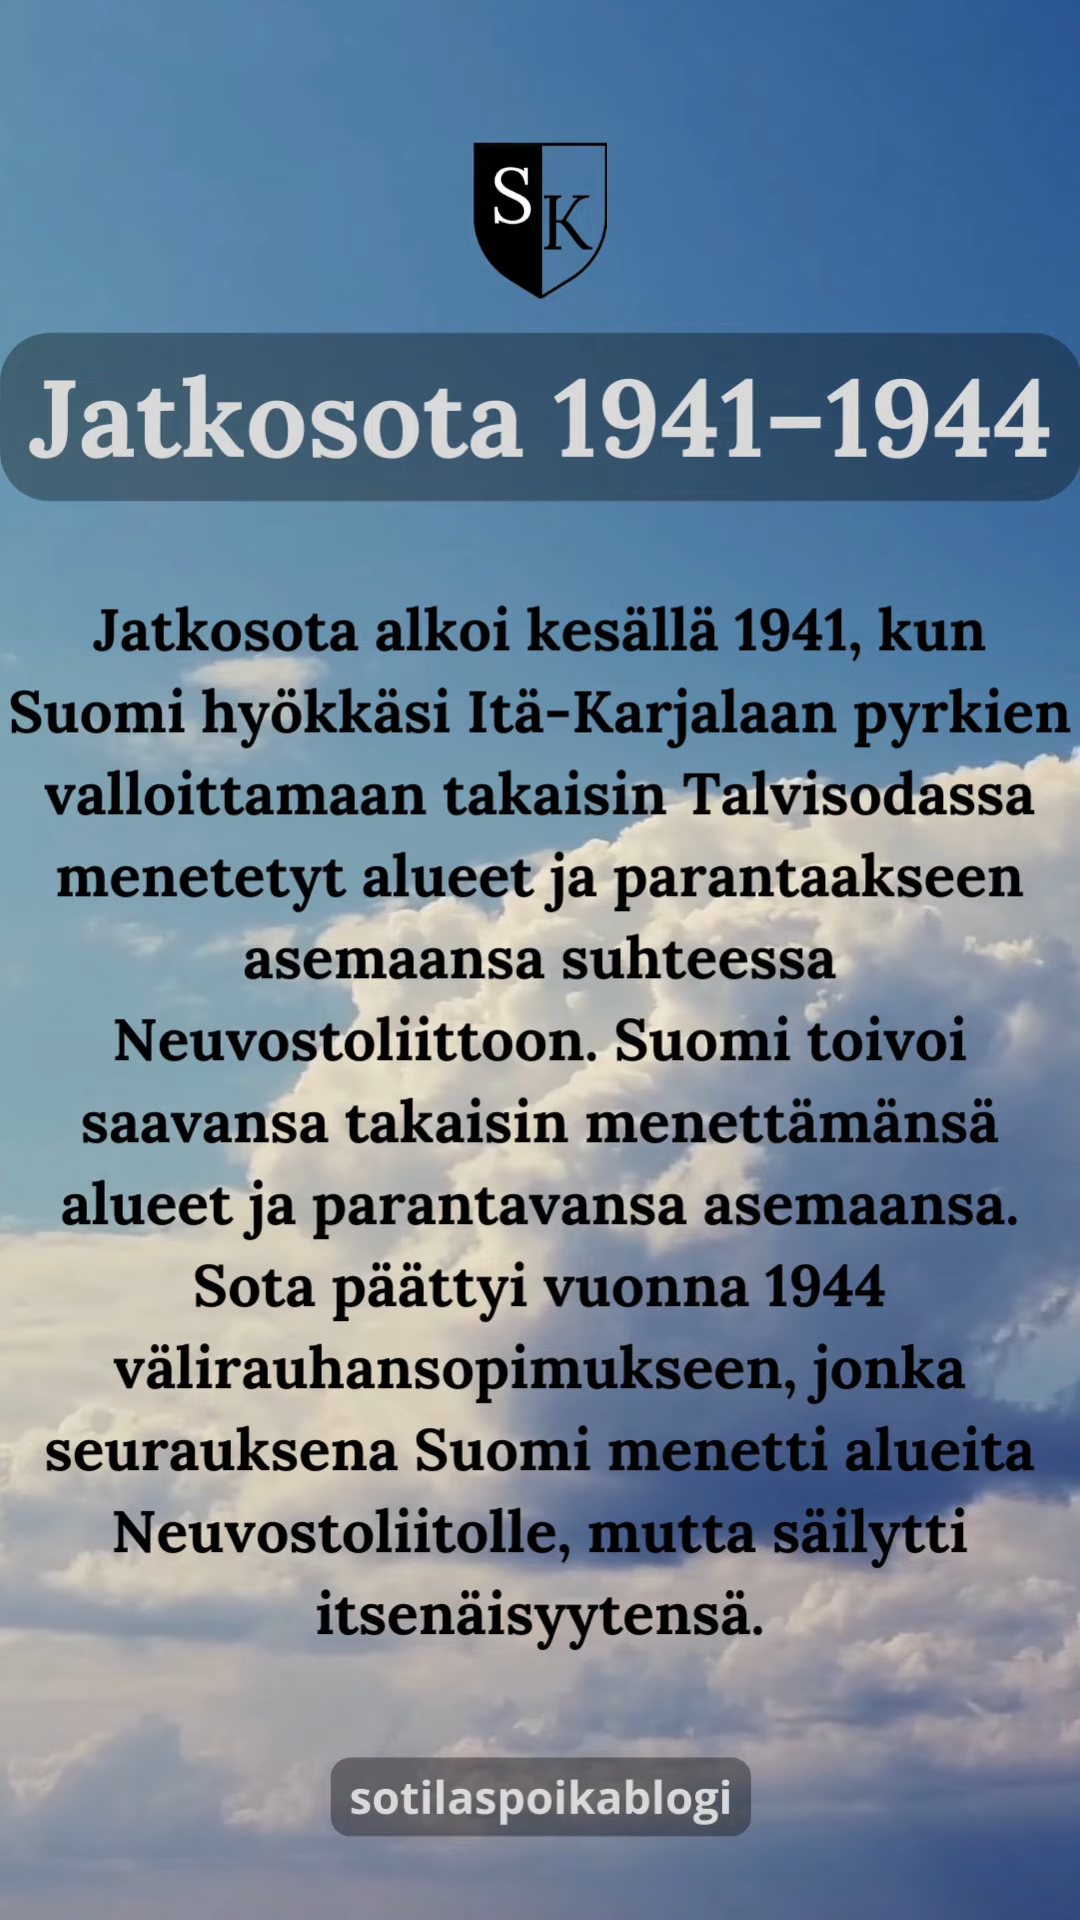 S
K
Jatkosota 1941–1944
Jatkosota alkoi kesällä 1941, kun
Suomi hyökkäsi Itä-Karjalaan pyrkien
valloittamaan takaisin Talvisodassa
menetetyt alueet ja parantaakseen
asemaansa suhteessa
Neuvostoliittoon. Suomi toivoi
saavansa takaisin menettämänsä
alueet ja parantavansa asemaansa.
Sota päättyi vuonna 1944
välirauhansopimukseen, jonka
seurauksena Suomi menetti alueita
Neuvostoliitolle, mutta säilytti
itsenäisyytensä.
sotilaspoikablogi